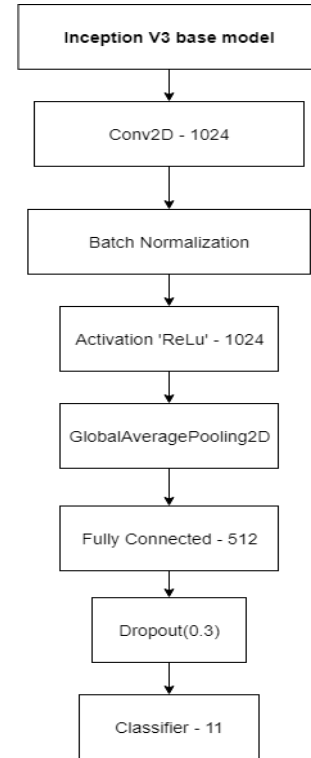 Inception V3 base model
Conv2D - 1024
Batch Normalization
Activation 'ReLu' - 1024
GlobalAveragePooling2D
Fully Connected - 512
Dropout(0.3)
Classifier - 11